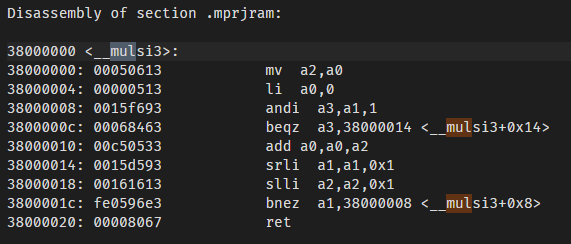 Disassembly of section .mprjram:
38000000 <__mulsi3>:
38000000: 00050613 mv a2,a0
38000004: 00000513 li a0,0
38000008: 0015f693 andi a3,a1,1
3800000c: 00068463 beqz a3,38000014 <__mulsi3+0x14>
38000010: 00c50533 add a0,a0,a2
38000014: 0015d593 srli a1,a1,0x1
38000018: 00161613 slli a2,a2,0x1
3800001c: fe0596e3 bnez a1,38000008 <__mulsi3+0x8>
38000020: 00008067 ret